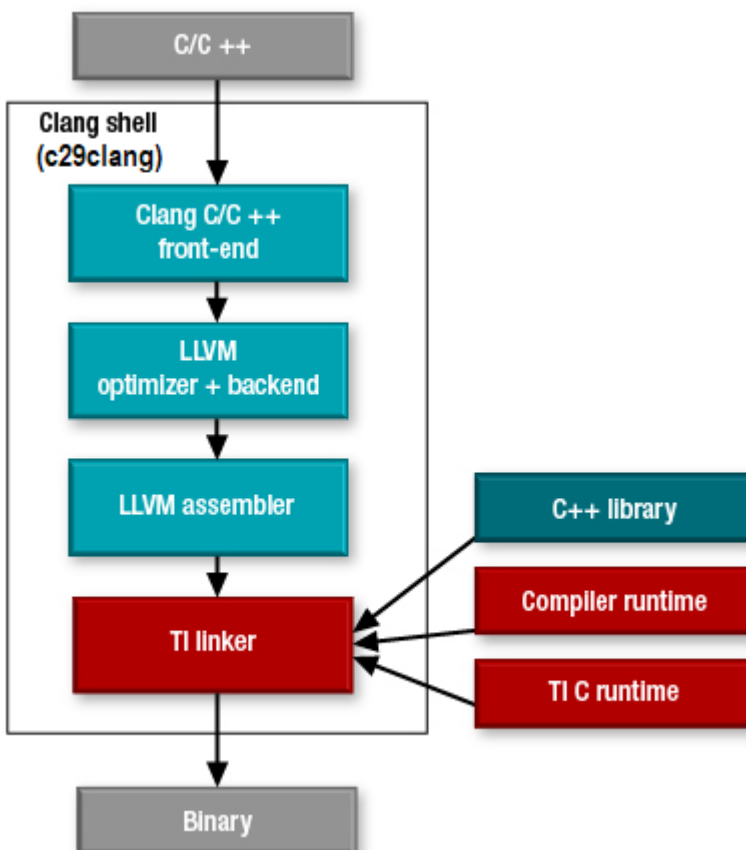 C/C ++
Clang shell
(c29clang)
Clang C/C ++
front-end
LLVM
optimizer + backend
LLVM assembler
C++ library
Compiler runtime
TI linker
TI C runtime
Binary